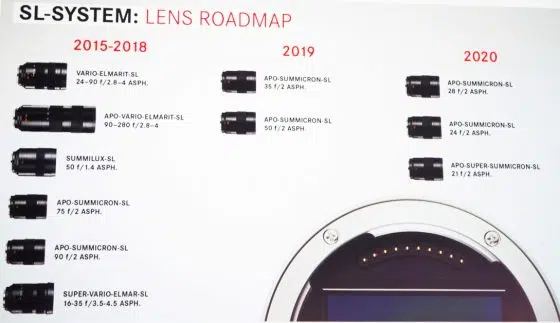 SL-SYSTEM: LENS ROADMAP
2015-2018
VARIO-ELMARIT-SL
24-90 f/2.8-4 ASPH.
APO-VARIO-ELMARIT-SL
90-280 f/2.8-4
SUMMILUX-SL
50 f/1.4 ASPH.
APO-SUMMICRON-SL
75 f/2 ASPH.
APO-SUMMICRON-SL
90 f/2 ASPH.
SUPER-VARIO-ELMAR-SL
16-35 f/3.5-4.5 ASPH.
2019
APO-SUMMICRON-SL
35 f/2 ASPH.
APO-SUMMICRON-SL
50 f/2 ASPH.
2020
APO-SUMMICRON-SL
28 f/2 ASPH.
APO-SUMMICRON-SL
24 f/2 ASPH.
APO-SUPER-SUMMICRON-SL
21 f/2 ASPH.